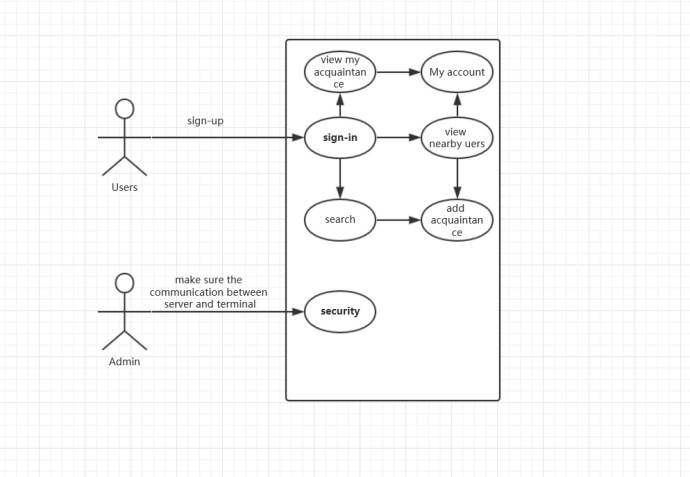 view my
acquaintan
ce
My account
sign-up
sign-in
view
nearby uers
Users
search
add
acquaintan
ce
make sure the
communication between
server and terminal
security
Admin